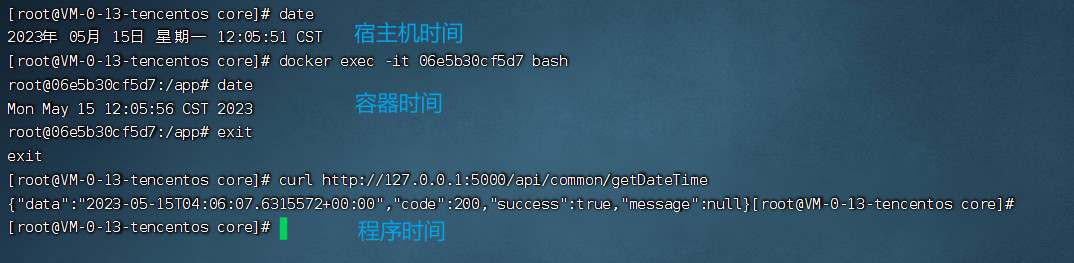 [root@VM-0-13-tencentos core]# date
2023年 05月 15日 星期一 12:05:51 CST 宿主机时间
[root@VM-0-13-tencentos core]# docker exec -it 06e5b30cf5d7 bash
root@06e5b30cf5d7:/app# date
Mon May 15 12:05:56 CST 2023 容器时间
root@06e5b30cf5d7:/app# exit
exit
[root@VM-0-13-tencentos core]# curl http://127.0.0.1:5000/api/common/getDateTime
{"data":"2023-05-15T04:06:07.6315572+00:00","code":200,"success":true,"message":null}[root@VM-0-13-tencentos core]#
[root@VM-0-13-tencentos core]# 程序时间